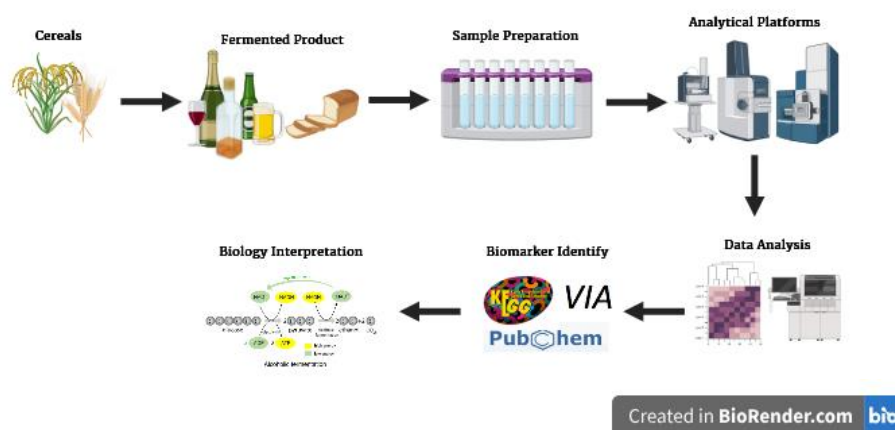 Cereals
Fermented Product
Sample Preparation
Analytical Platforms
Data Analysis
Biomarker Identify
KEGG
VIA
PubChem
Biology Interpretation
Alcoholic fermentation
Created in BioRender.com bio